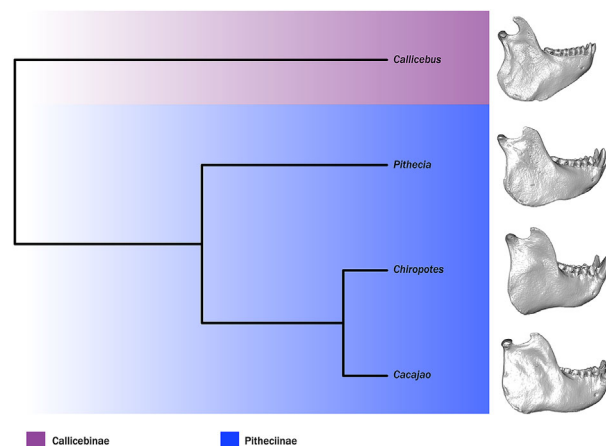 Callicebus
Pithecia
Chiropotes
Cacajao
Callicebinae
Pitheciinae